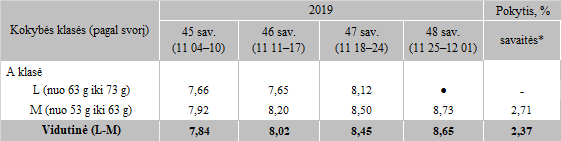 Kokybės klasės (pagal svorį) 2019 Pokytis, %
45 sav. (11 04–10) 46 sav. (11 11–17) 47 sav. (11 18–24) 48 sav. (11 25–12 01) savaitės*
A klasė
L (nuo 63 g iki 73 g) 7,66 7,65 8,12 ● -
M (nuo 53 g iki 63 g) 7,92 8,20 8,50 8,73 2,71
Vidutinė (L-M) 7,84 8,02 8,45 8,65 2,37